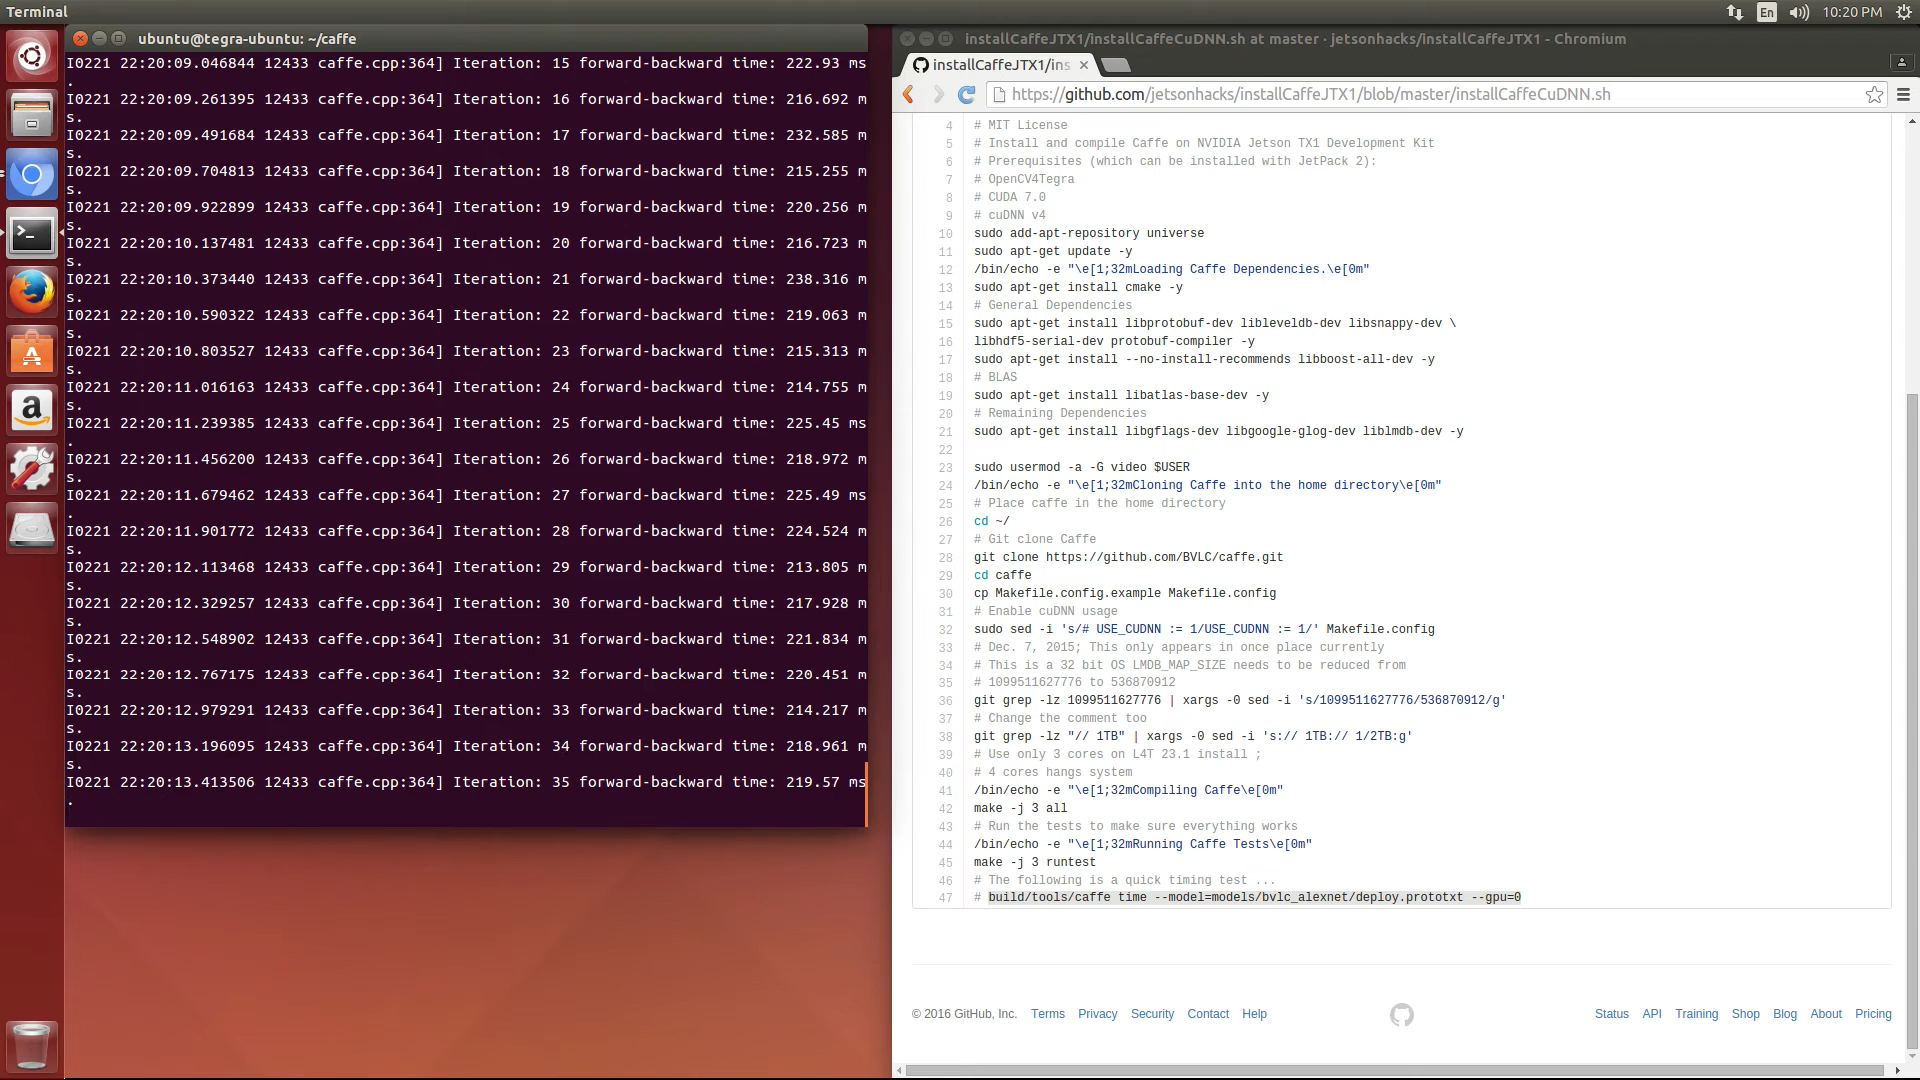 Terminal
En
10:20 PM
ubuntu@tegra-ubuntu: ~/caffe
I0221 22:20:09.046844 12433 caffe.cpp:364] Iteration: 15 forward-backward time: 222.93 ms
.
I0221 22:20:09.261395 12433 caffe.cpp:364] Iteration: 16 forward-backward time: 216.692 m
s.
I0221 22:20:09.491684 12433 caffe.cpp:364] Iteration: 17 forward-backward time: 232.585 m
s.
I0221 22:20:09.704813 12433 caffe.cpp:364] Iteration: 18 forward-backward time: 215.255 m
s.
I0221 22:20:09.922899 12433 caffe.cpp:364] Iteration: 19 forward-backward time: 220.256 m
s.
I0221 22:20:10.137481 12433 caffe.cpp:364] Iteration: 20 forward-backward time: 216.723 m
s.
I0221 22:20:10.373440 12433 caffe.cpp:364] Iteration: 21 forward-backward time: 238.316 m
s.
I0221 22:20:10.590322 12433 caffe.cpp:364] Iteration: 22 forward-backward time: 219.063 m
s.
I0221 22:20:10.803527 12433 caffe.cpp:364] Iteration: 23 forward-backward time: 215.313 m
s.
I0221 22:20:11.016163 12433 caffe.cpp:364] Iteration: 24 forward-backward time: 214.755 m
s.
I0221 22:20:11.239385 12433 caffe.cpp:364] Iteration: 25 forward-backward time: 225.45 ms
.
I0221 22:20:11.456200 12433 caffe.cpp:364] Iteration: 26 forward-backward time: 218.972 m
s.
I0221 22:20:11.679462 12433 caffe.cpp:364] Iteration: 27 forward-backward time: 225.49 ms
.
I0221 22:20:11.901772 12433 caffe.cpp:364] Iteration: 28 forward-backward time: 224.524 m
s.
I0221 22:20:12.113468 12433 caffe.cpp:364] Iteration: 29 forward-backward time: 213.805 m
s.
I0221 22:20:12.329257 12433 caffe.cpp:364] Iteration: 30 forward-backward time: 217.928 m
s.
I0221 22:20:12.548902 12433 caffe.cpp:364] Iteration: 31 forward-backward time: 221.834 m
s.
I0221 22:20:12.767175 12433 caffe.cpp:364] Iteration: 32 forward-backward time: 220.451 m
s.
I0221 22:20:12.979291 12433 caffe.cpp:364] Iteration: 33 forward-backward time: 214.217 m
s.
I0221 22:20:13.196095 12433 caffe.cpp:364] Iteration: 34 forward-backward time: 218.961 m
s.
I0221 22:20:13.413506 12433 caffe.cpp:364] Iteration: 35 forward-backward time: 219.57 ms
.
installCaffeJTX1/installCaffeCuDNN.sh at master · jetsonhacks/installCaffeJTX1 - Chromium
installCaffeJTX1/ins
https://github.com/jetsonhacks/installCaffeJTX1/blob/master/installCaffeCuDNN.sh
4 # MIT License
5 # Install and compile Caffe on NVIDIA Jetson TX1 Development Kit
6 # Prerequisites (which can be installed with JetPack 2):
7 # OpenCV4Tegra
8 # CUDA 7.0
9 # cuDNN v4
10 sudo add-apt-repository universe
11 sudo apt-get update -y
12 /bin/echo -e "\e[1;32mLoading Caffe Dependencies.\e[0m"
13 sudo apt-get install cmake -y
14 # General Dependencies
15 sudo apt-get install libprotobuf-dev libleveldb-dev libsnappy-dev \
16 libhdf5-serial-dev protobuf-compiler -y
17 sudo apt-get install --no-install-recommends libboost-all-dev -y
18 # BLAS
19 sudo apt-get install libatlas-base-dev -y
20 # Remaining Dependencies
21 sudo apt-get install libgflags-dev libgoogle-glog-dev liblmdb-dev -y
22
23 sudo usermod -a -G video $USER
24 /bin/echo -e "\e[1;32mCloning Caffe into the home directory\e[0m"
25 # Place caffe in the home directory
26 cd ~/
27 # Git clone Caffe
28 git clone https://github.com/BVLC/caffe.git
29 cd caffe
30 cp Makefile.config.example Makefile.config
31 # Enable cuDNN usage
32 sudo sed -i 's/# USE_CUDNN := 1/USE_CUDNN := 1/' Makefile.config
33 # Dec. 7, 2015; This only appears in once place currently
34 # This is a 32 bit OS LMDB_MAP_SIZE needs to be reduced from
35 # 1099511627776 to 536870912
36 git grep -lz 1099511627776 | xargs -0 sed -i 's/1099511627776/536870912/g'
37 # Change the comment too
38 git grep -lz "// 1TB" | xargs -0 sed -i 's:// 1TB:// 1/2TB:g'
39 # Use only 3 cores on L4T 23.1 install ;
40 # 4 cores hangs system
41 /bin/echo -e "\e[1;32mCompiling Caffe\e[0m"
42 make -j 3 all
43 # Run the tests to make sure everything works
44 /bin/echo -e "\e[1;32mRunning Caffe Tests\e[0m"
45 make -j 3 runtest
46 # The following is a quick timing test ...
47 # build/tools/caffe time --model=models/bvlc_alexnet/deploy.prototxt --gpu=0
© 2016 GitHub, Inc. Terms Privacy Security Contact Help
Status API Training Shop Blog About Pricing